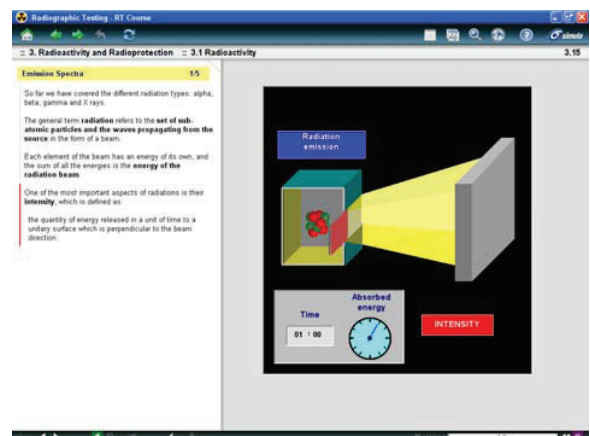 Radiographic Testing - RT Course
simula
:: 3. Radioactivity and Radioprotection :: 3.1 Radioactivity 3.15
Emission Spectra 1/5
So far we have covered the different radiation types: alpha,
beta, gamma and X rays.
The general term radiation refers to the set of sub-
atomic particles and the waves propagating from the
source in the form of a beam.
Each element of the beam has an energy of its own, and
the sum of all the energies is the energy of the
radiation beam.
One of the most important aspects of radiations is their
intensity, which is defined as:
the quantity of energy released in a unit of time to a
unitary surface which is perpendicular to the beam
direction.
Radiation
emission
Time
01 : 00
Absorbed
energy
INTENSITY